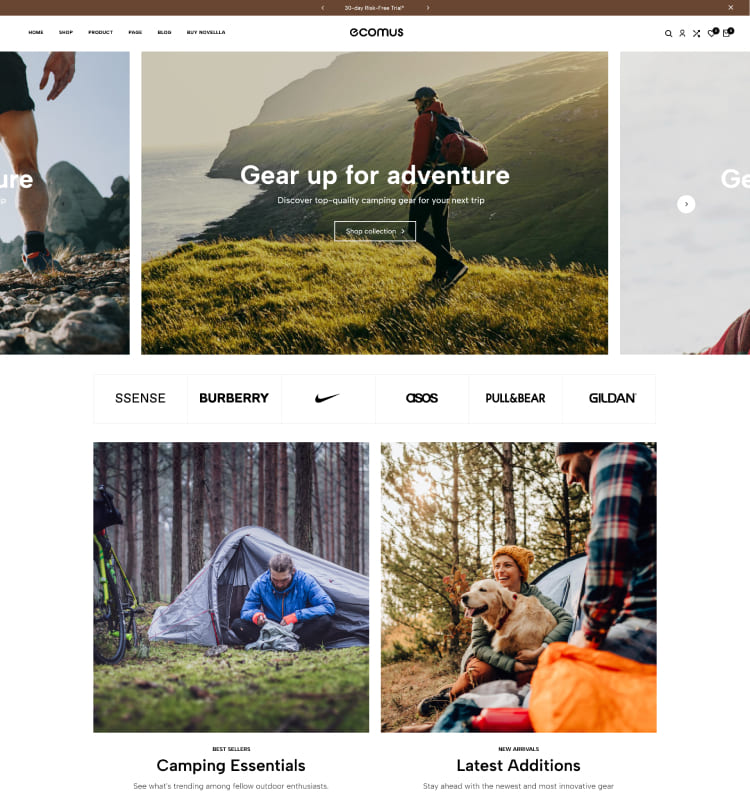 30-day Risk-Free Trial*
HOME SHOP PRODUCT PAGE BLOG BUY NOVELLLA
ecomus
0 0
Gear up for adventure
Discover top-quality camping gear for your next trip
Shop collection
ure
p
Ge
SSENSE BURBERRY asos PULL&BEAR GILDAN
BEST SELLERS
Camping Essentials
See what's trending among fellow outdoor enthusiasts.
NEW ARRIVALS
Latest Additions
Stay ahead with the newest and most innovative gear